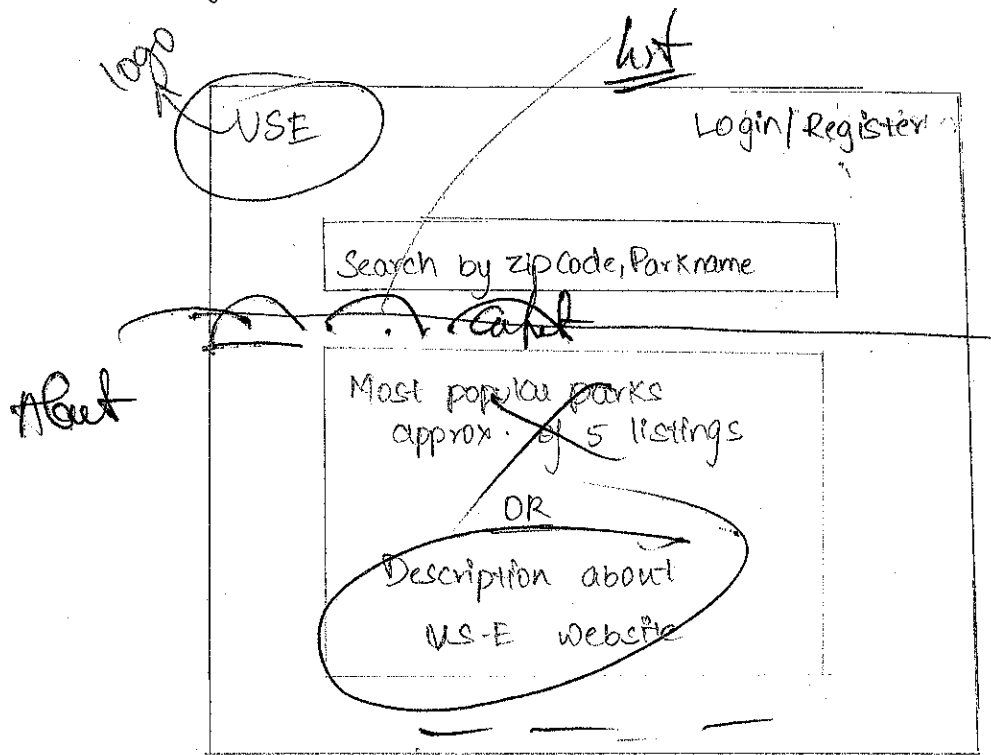 logo
USE
Login/Register
Search by zipcode, Parkname
About
Most popular parks
approx. of 5 listings
OR
Description about
US-E website